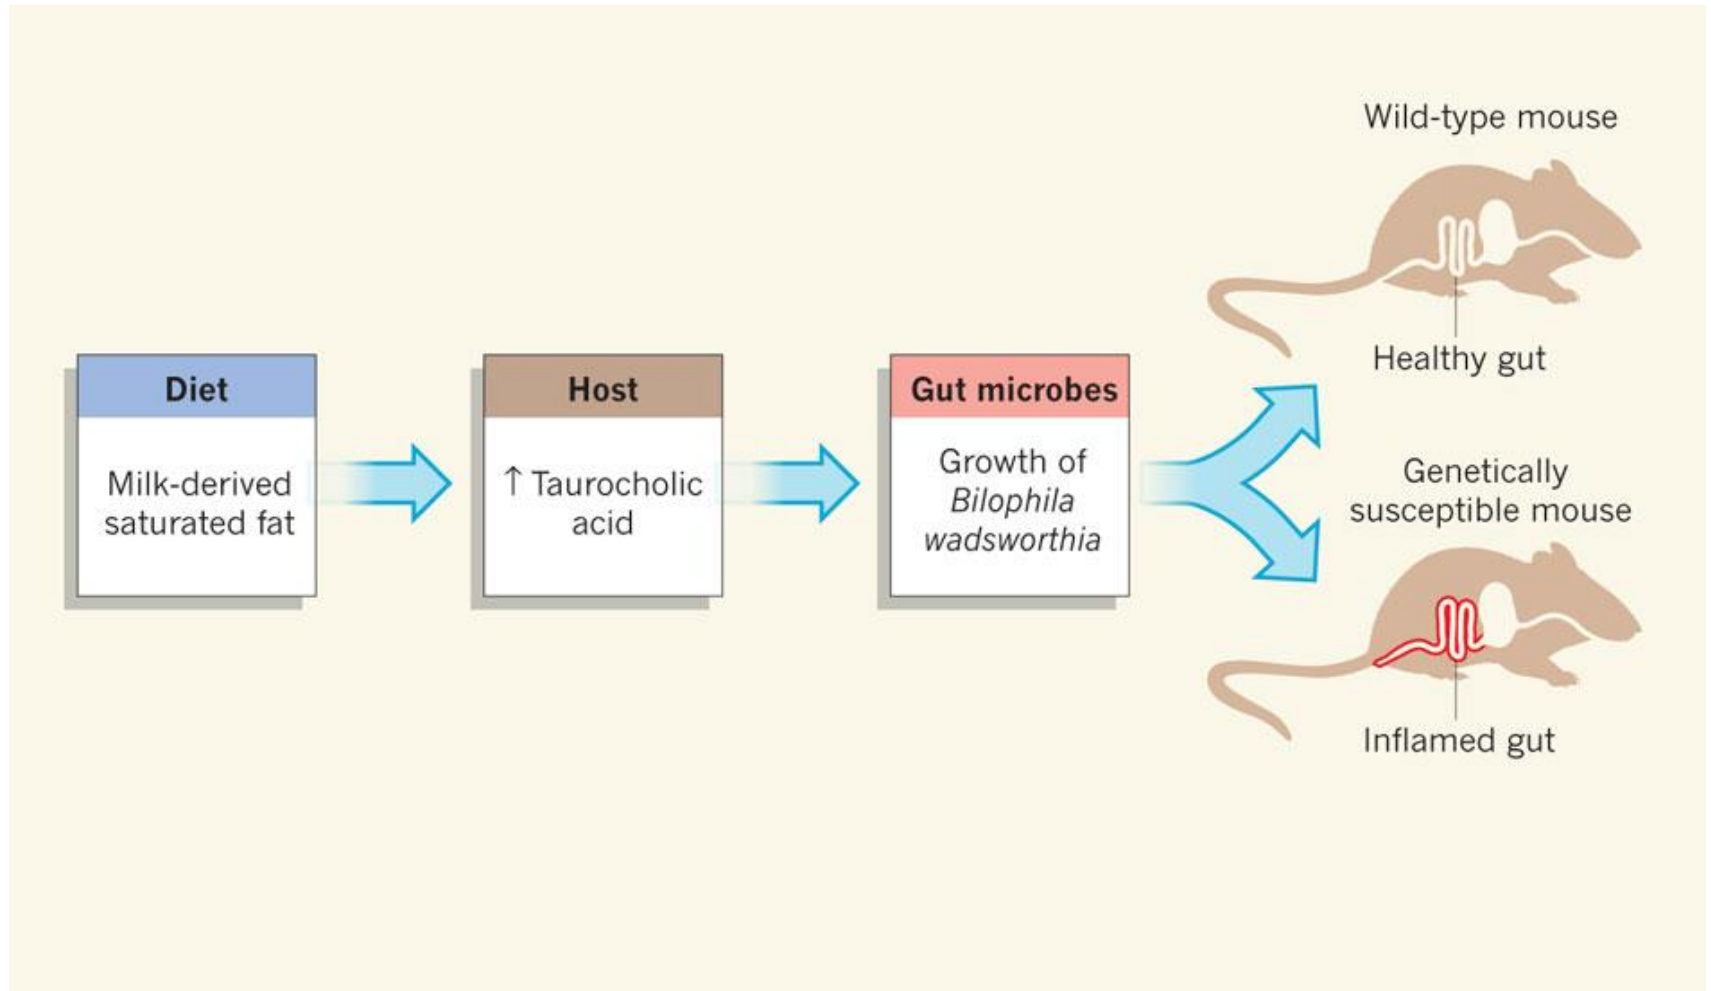 Wild-type mouse
Healthy gut
Diet
Milk-derived
saturated fat
Host
↑ Taurocholic
acid
Gut microbes
Growth of
Bilophila
wadsworthia
Genetically
susceptible mouse
Inflamed gut